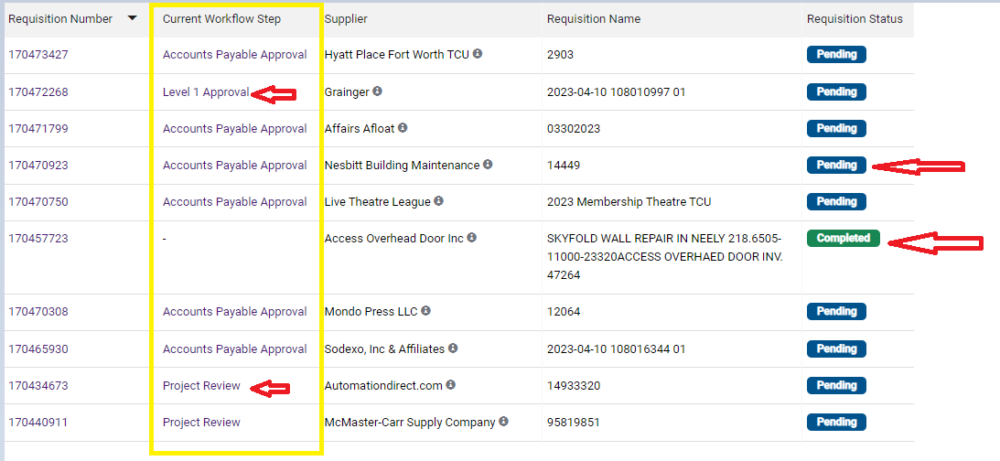 Requisition Number Current Workflow Step Supplier Requisition Name Requisition Status
170473427 Accounts Payable Approval Hyatt Place Fort Worth TCU 2903 Pending
170472268 Level 1 Approval Grainger 2023-04-10 108010997 01 Pending
170471799 Accounts Payable Approval Affairs Afloat 03302023 Pending
170470923 Accounts Payable Approval Nesbitt Building Maintenance 14449 Pending
170470750 Accounts Payable Approval Live Theatre League 2023 Membership Theatre TCU Pending
170457723 - Access Overhead Door Inc SKYFOLD WALL REPAIR IN NEELY 218.6505- Completed
11000-23320ACCESS OVERHAED DOOR INV.
47264
170470308 Accounts Payable Approval Mondo Press LLC 12064 Pending
170465930 Accounts Payable Approval Sodexo, Inc & Affiliates 2023-04-10 108016344 01 Pending
170434673 Project Review Automationdirect.com 14933320 Pending
170440911 Project Review McMaster-Carr Supply Company 95819851 Pending